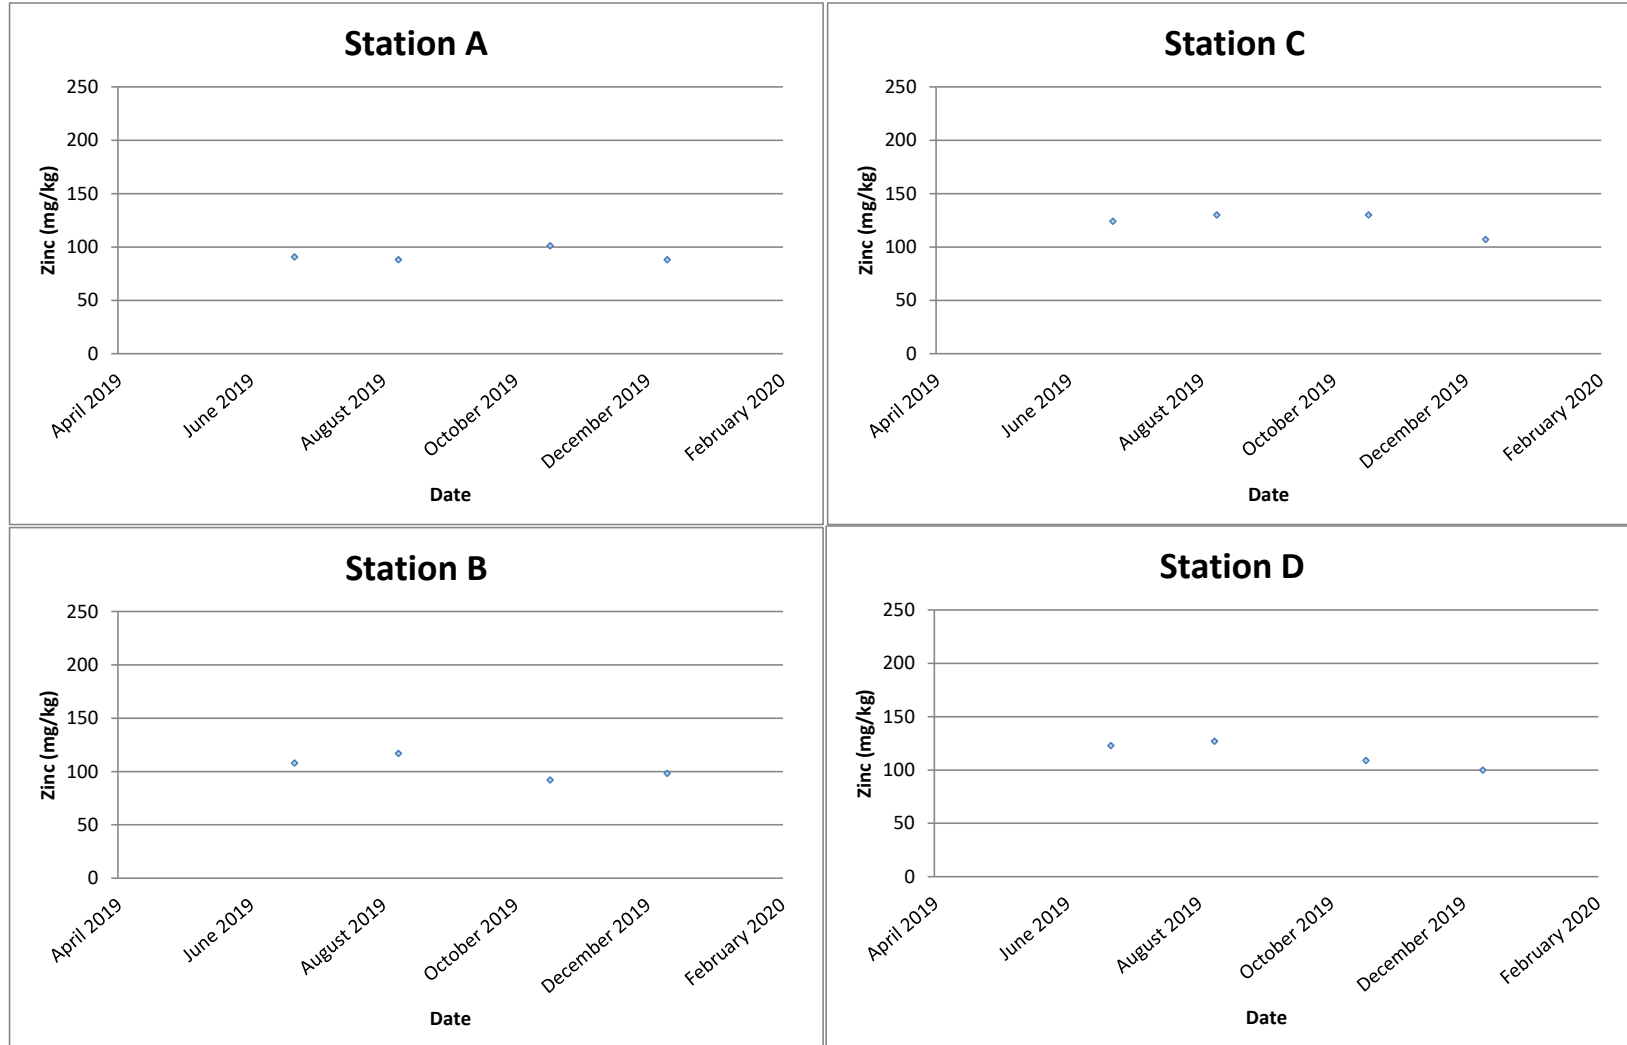 Station A
250
200
150
100
50
0
Zinc (mg/kg)
April 2019
June 2019
August 2019
October 2019
December 2019
February 2020
Date
Station C
250
200
150
100
50
0
Zinc (mg/kg)
April 2019
June 2019
August 2019
October 2019
December 2019
February 2020
Date
Station B
250
200
150
100
50
0
Zinc (mg/kg)
April 2019
June 2019
August 2019
October 2019
December 2019
February 2020
Date
Station D
250
200
150
100
50
0
Zinc (mg/kg)
April 2019
June 2019
August 2019
October 2019
December 2019
February 2020
Date